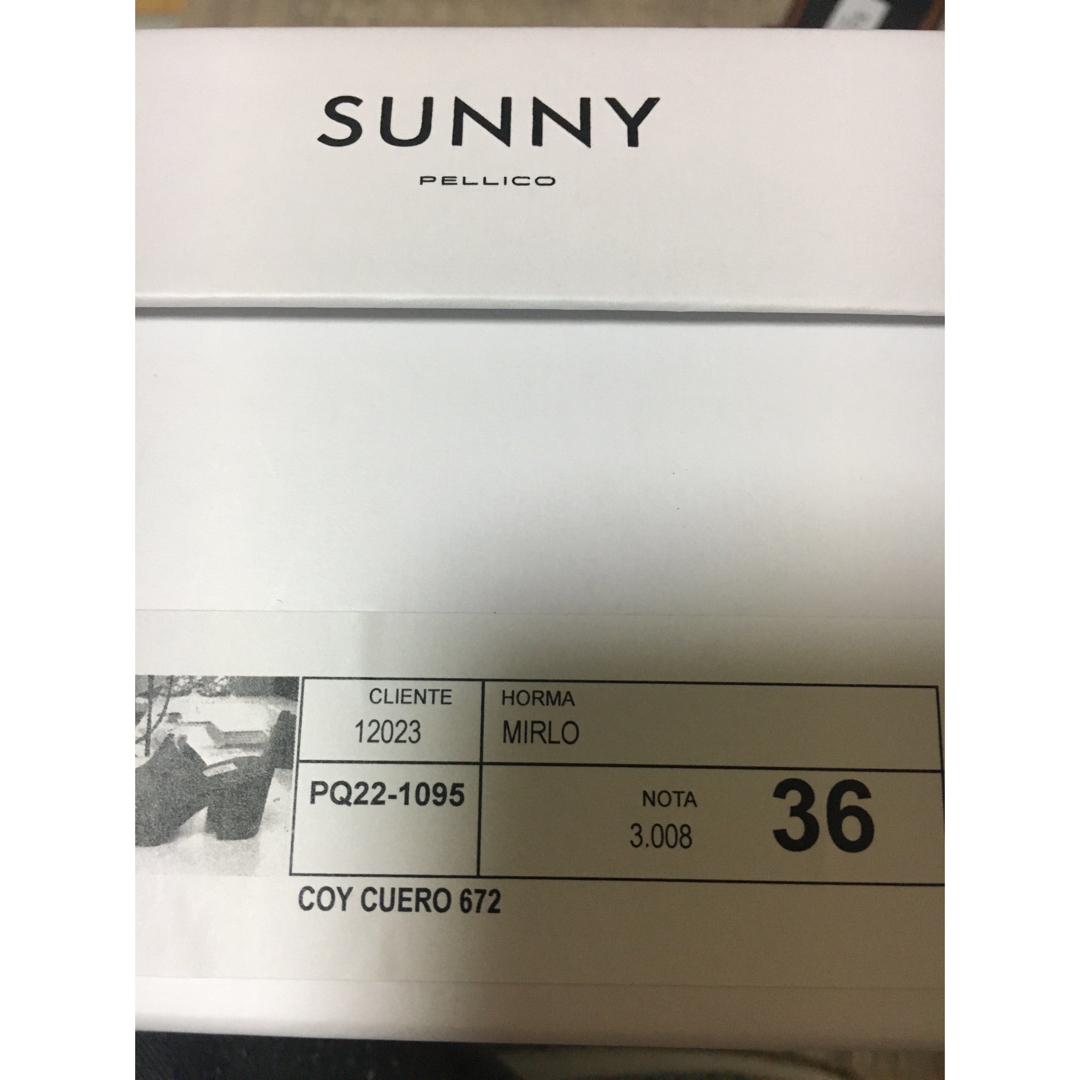 SUNNY
PELLICO
CLIENTE
12023
HORMA
MIRLO
PQ22-1095
NOTA
3.008
36
COY CUERO 672